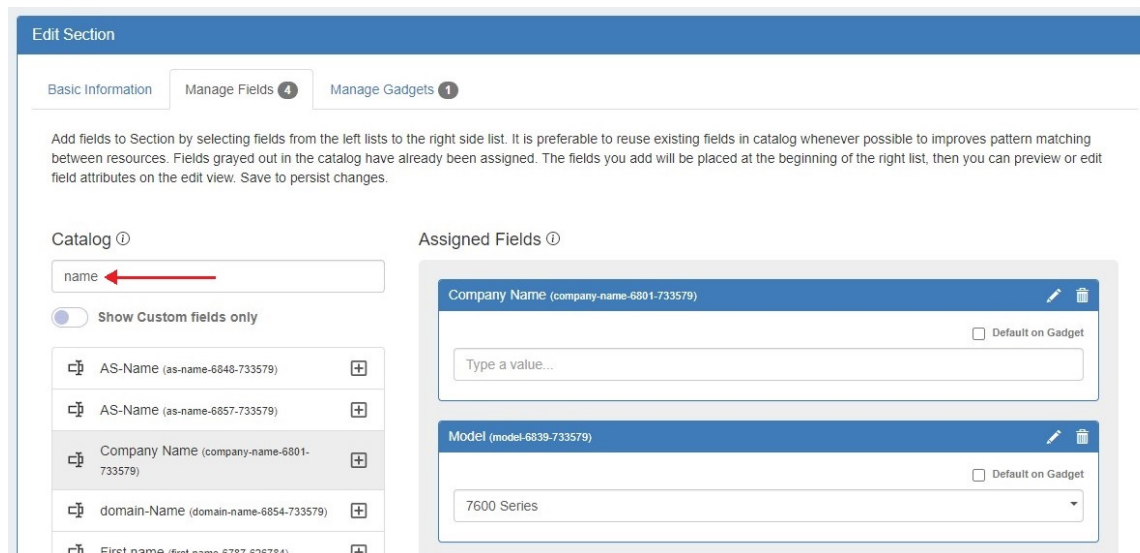 Edit Section
Basic Information
Manage Fields 4
Manage Gadgets 1
Add fields to Section by selecting fields from the left lists to the right side list. It is preferable to reuse existing fields in catalog whenever possible to improves pattern matching
between resources. Fields grayed out in the catalog have already been assigned. The fields you add will be placed at the beginning of the right list, then you can preview or edit
field attributes on the edit view. Save to persist changes.
Catalog
name
Show Custom fields only
AS-Name (as-name-6848-733579)
AS-Name (as-name-6857-733579)
Company Name (company-name-6801-
733579)
domain-Name (domain-name-6854-733579)
First name (first-name-6787-626784)
Assigned Fields
Company Name (company-name-6801-733579)
Default on Gadget
Type a value...
Model (model-6839-733579)
Default on Gadget
7600 Series